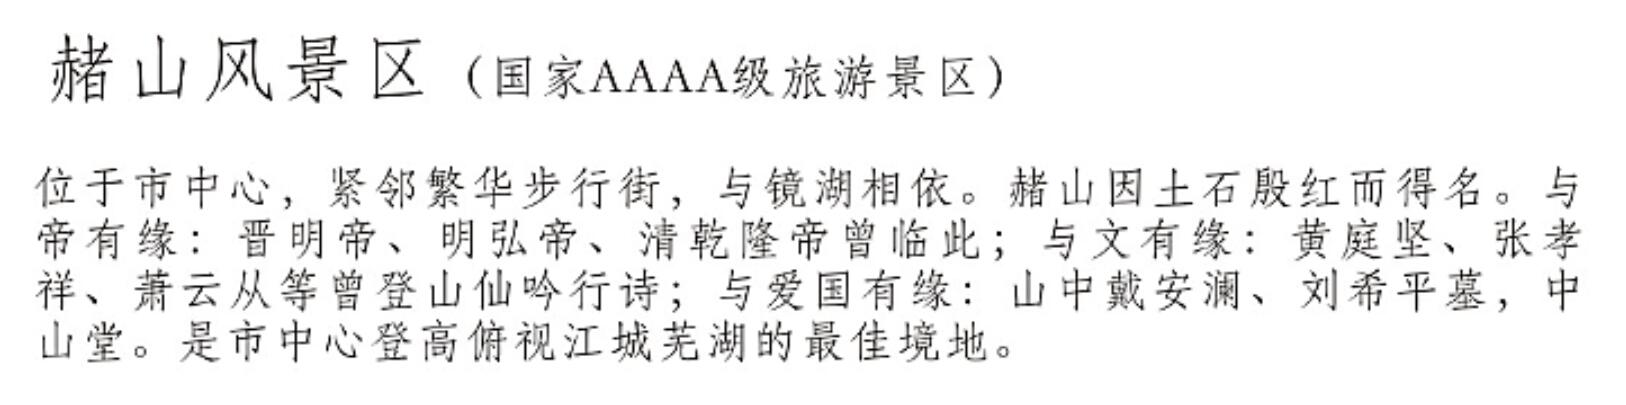 赭山风景区（国家AAAA级旅游景区）
位于市中心，紧邻繁华步行街，与镜湖相依。赭山因土石殷红而得名。与
帝有缘：晋明帝、明弘帝、清乾隆帝曾临此；与文有缘：黄庭坚、张孝
祥、萧云从等曾登山仙吟行诗；与爱国有缘：山中戴安澜、刘希平墓，中
山堂。是市中心登高俯视江城芜湖的最佳境地。